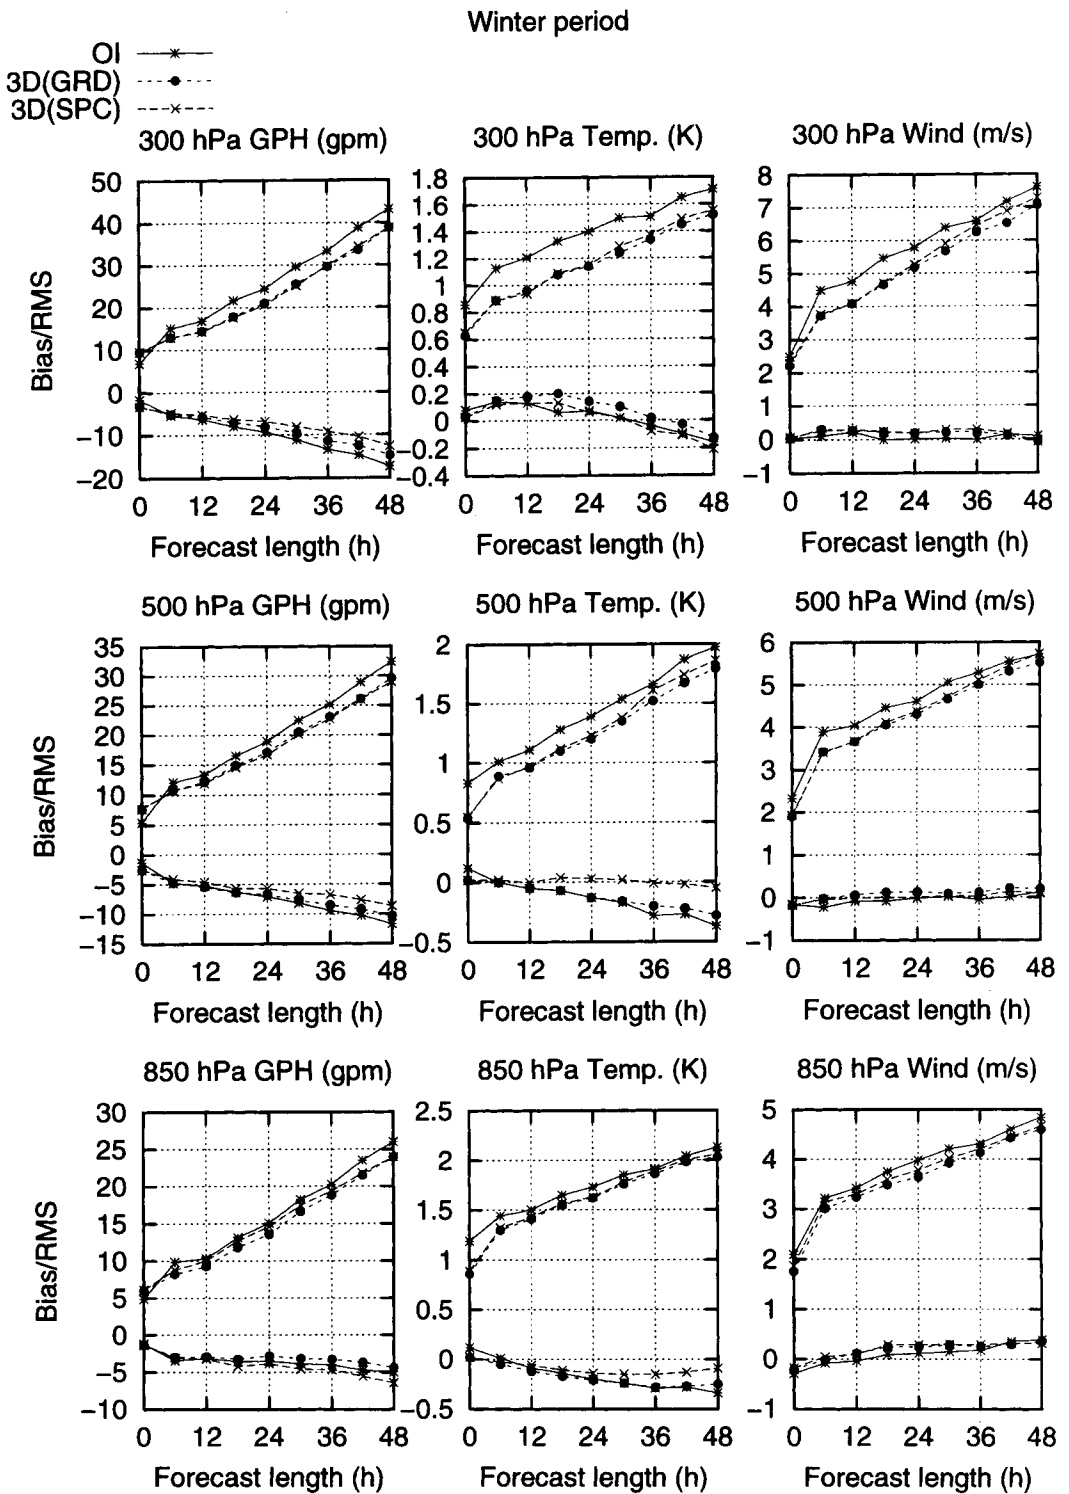 Winter period
OI
3D(GRD)
3D(SPC)
300 hPa GPH (gpm)
300 hPa Temp. (K)
300 hPa Wind (m/s)
Bias/RMS
50
40
30
20
10
0
−10
−20
1.8
1.6
1.4
1.2
1
0.8
0.6
0.4
0.2
0
−0.2
−0.4
8
7
6
5
4
3
2
1
0
−1
0 12 24 36 48
0 12 24 36 48
0 12 24 36 48
Forecast length (h)
Forecast length (h)
Forecast length (h)
500 hPa GPH (gpm)
500 hPa Temp. (K)
500 hPa Wind (m/s)
Bias/RMS
35
30
25
20
15
10
5
0
−5
−10
−15
2
1.5
1
0.5
0
−0.5
6
5
4
3
2
1
0
−1
0 12 24 36 48
0 12 24 36 48
0 12 24 36 48
Forecast length (h)
Forecast length (h)
Forecast length (h)
850 hPa GPH (gpm)
850 hPa Temp. (K)
850 hPa Wind (m/s)
Bias/RMS
30
25
20
15
10
5
0
−5
−10
2.5
2
1.5
1
0.5
0
−0.5
5
4
3
2
1
0
−1
0 12 24 36 48
0 12 24 36 48
0 12 24 36 48
Forecast length (h)
Forecast length (h)
Forecast length (h)